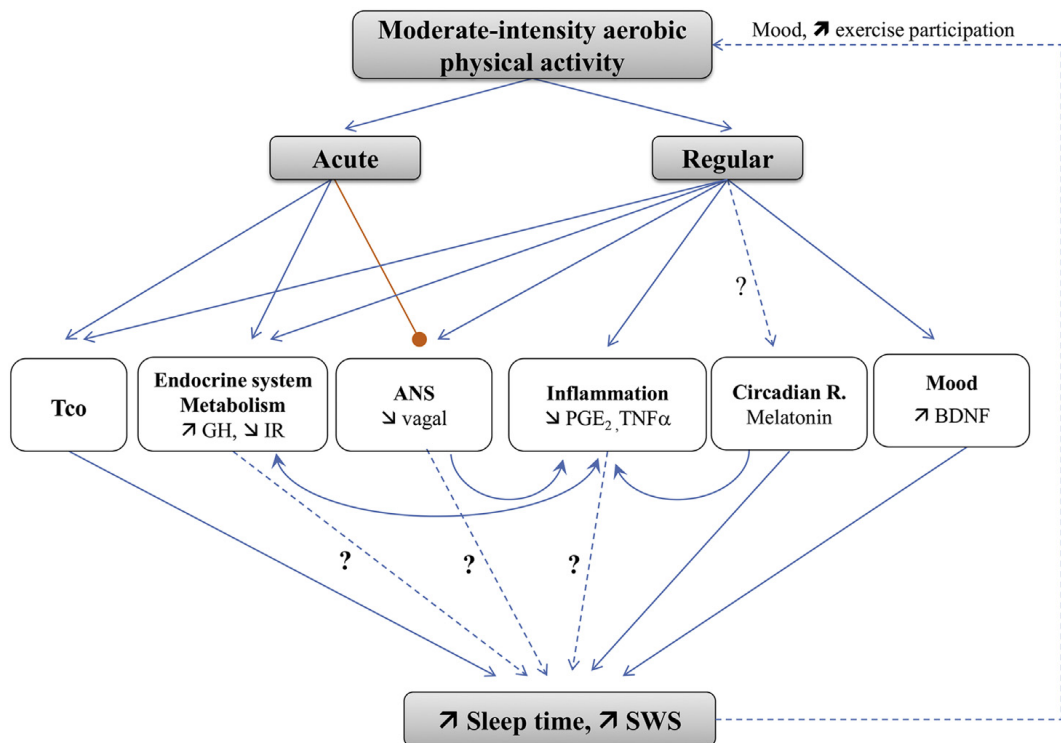 Moderate-intensity aerobic
physical activity
Mood, ↗ exercise participation
Acute
Regular
?
Tco
Endocrine system
Metabolism
↗ GH, ↘ IR
ANS
↘ vagal
Inflammation
↘ PGE₂,TNFα
Circadian R.
Melatonin
Mood
↗ BDNF
?
?
?
↗ Sleep time, ↗ SWS